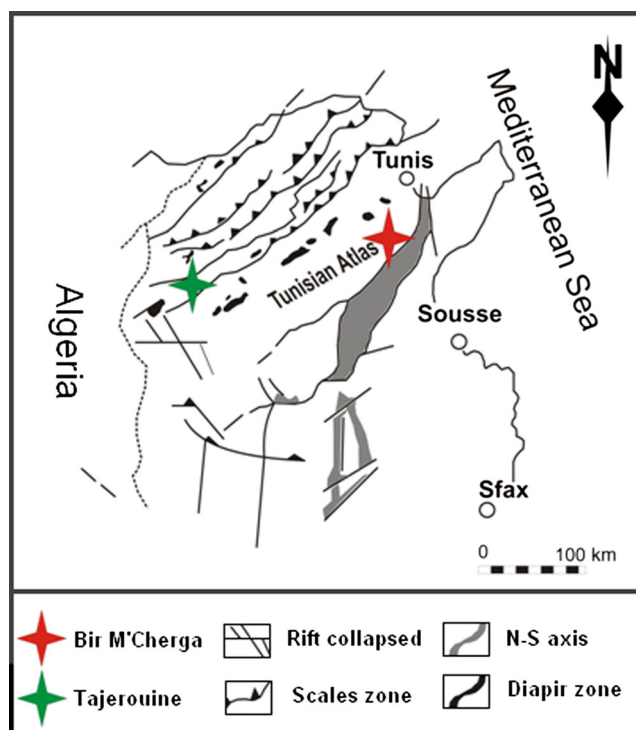 N
Mediterranean Sea
Tunis
Tunisian Atlas
Algeria
Sousse
Sfax
0 100 km
Bir M'Cherga
Rift collapsed
N-S axis
Tajerouine
Scales zone
Diapir zone